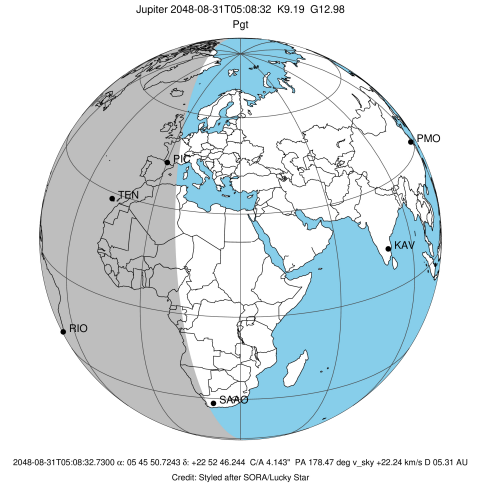 Jupiter 2048-08-31T05:08:32 K9.19 G12.98
Pgt
PMO
PIC
TEN
KAV
RIO
SAAO
2048-08-31T05:08:32.7300 α: 05 45 50.7243 δ: +22 52 46.244 C/A 4.143" PA 178.47 deg v_sky +22.24 km/s D 05.31 AU
Credit: Styled after SORA/Lucky Star